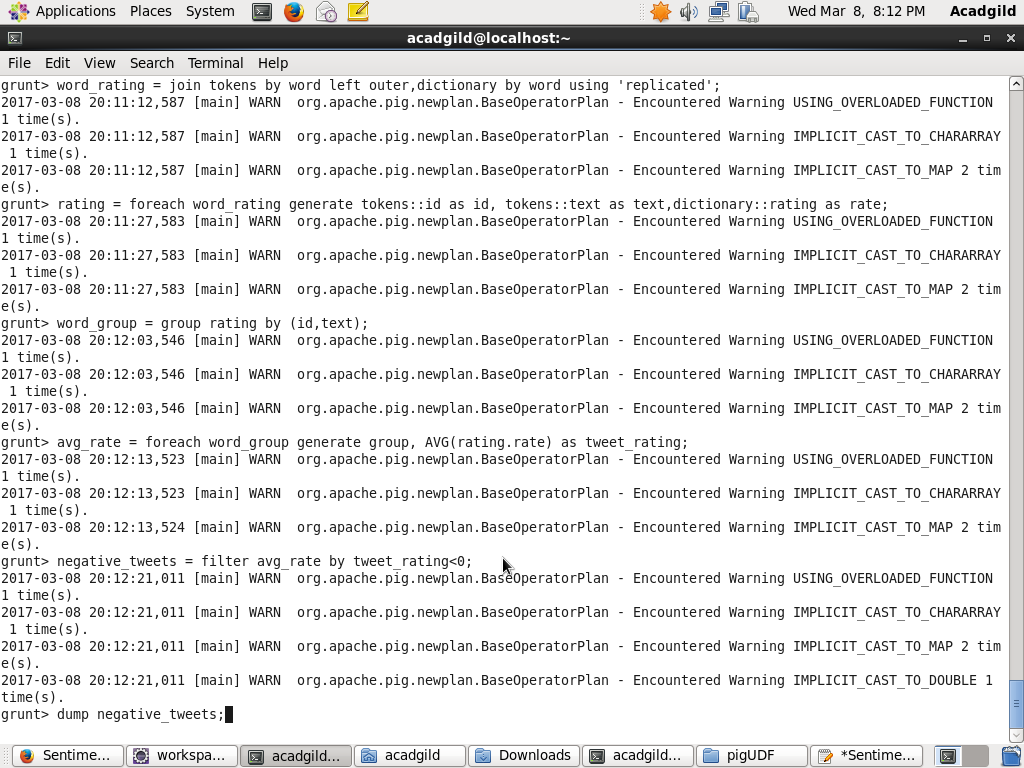 Applications Places System Wed Mar 8, 8:12 PM Acadgild
acadgild@localhost:~
File Edit View Search Terminal Help
grunt> word_rating = join tokens by word left outer,dictionary by word using 'replicated';
2017-03-08 20:11:12,587 [main] WARN  org.apache.pig.newplan.BaseOperatorPlan - Encountered Warning USING_OVERLOADED_FUNCTION
1 time(s).
2017-03-08 20:11:12,587 [main] WARN  org.apache.pig.newplan.BaseOperatorPlan - Encountered Warning IMPLICIT_CAST_TO_CHARARRAY
 1 time(s).
2017-03-08 20:11:12,587 [main] WARN  org.apache.pig.newplan.BaseOperatorPlan - Encountered Warning IMPLICIT_CAST_TO_MAP 2 tim
e(s).
grunt> rating = foreach word_rating generate tokens::id as id, tokens::text as text,dictionary::rating as rate;
2017-03-08 20:11:27,583 [main] WARN  org.apache.pig.newplan.BaseOperatorPlan - Encountered Warning USING_OVERLOADED_FUNCTION
1 time(s).
2017-03-08 20:11:27,583 [main] WARN  org.apache.pig.newplan.BaseOperatorPlan - Encountered Warning IMPLICIT_CAST_TO_CHARARRAY
 1 time(s).
2017-03-08 20:11:27,583 [main] WARN  org.apache.pig.newplan.BaseOperatorPlan - Encountered Warning IMPLICIT_CAST_TO_MAP 2 tim
e(s).
grunt> word_group = group rating by (id,text);
2017-03-08 20:12:03,546 [main] WARN  org.apache.pig.newplan.BaseOperatorPlan - Encountered Warning USING_OVERLOADED_FUNCTION
1 time(s).
2017-03-08 20:12:03,546 [main] WARN  org.apache.pig.newplan.BaseOperatorPlan - Encountered Warning IMPLICIT_CAST_TO_CHARARRAY
 1 time(s).
2017-03-08 20:12:03,546 [main] WARN  org.apache.pig.newplan.BaseOperatorPlan - Encountered Warning IMPLICIT_CAST_TO_MAP 2 tim
e(s).
grunt> avg_rate = foreach word_group generate group, AVG(rating.rate) as tweet_rating;
2017-03-08 20:12:13,523 [main] WARN  org.apache.pig.newplan.BaseOperatorPlan - Encountered Warning USING_OVERLOADED_FUNCTION
1 time(s).
2017-03-08 20:12:13,523 [main] WARN  org.apache.pig.newplan.BaseOperatorPlan - Encountered Warning IMPLICIT_CAST_TO_CHARARRAY
 1 time(s).
2017-03-08 20:12:13,524 [main] WARN  org.apache.pig.newplan.BaseOperatorPlan - Encountered Warning IMPLICIT_CAST_TO_MAP 2 tim
e(s).
grunt> negative_tweets = filter avg_rate by tweet_rating<0;
2017-03-08 20:12:21,011 [main] WARN  org.apache.pig.newplan.BaseOperatorPlan - Encountered Warning USING_OVERLOADED_FUNCTION
1 time(s).
2017-03-08 20:12:21,011 [main] WARN  org.apache.pig.newplan.BaseOperatorPlan - Encountered Warning IMPLICIT_CAST_TO_CHARARRAY
 1 time(s).
2017-03-08 20:12:21,011 [main] WARN  org.apache.pig.newplan.BaseOperatorPlan - Encountered Warning IMPLICIT_CAST_TO_MAP 2 tim
e(s).
2017-03-08 20:12:21,011 [main] WARN  org.apache.pig.newplan.BaseOperatorPlan - Encountered Warning IMPLICIT_CAST_TO_DOUBLE 1
time(s).
grunt> dump negative_tweets;
Sentime... workspa... acadgild... acadgild Downloads acadgild... pigUDF *Sentime...